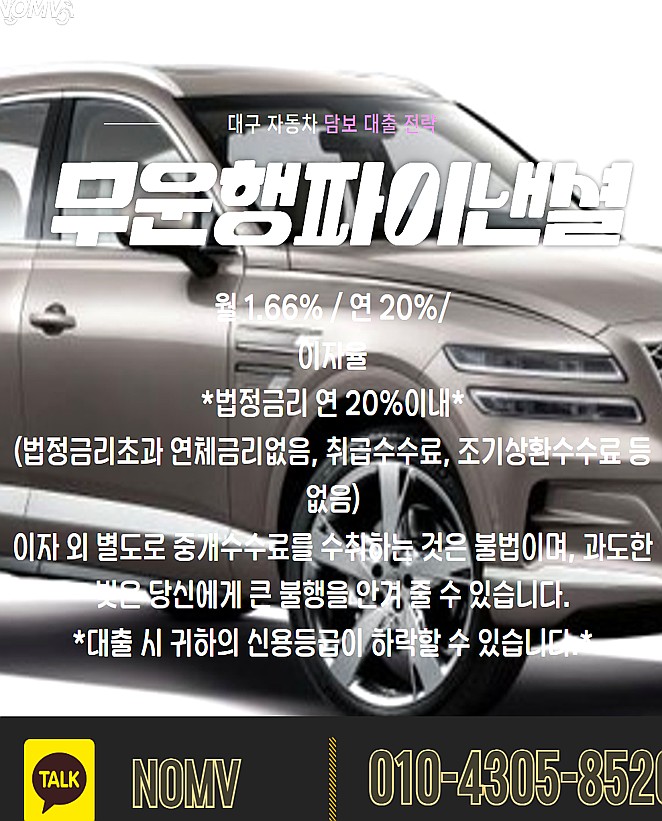 NOMV
대구 자동차 담보 대출 전략
무운행파이낸셜
월 1.66% / 연 20%/
이자율
*법정금리 연 20%이내*
(법정금리초과 연체금리없음, 취급수수료, 조기상환수수료 등
없음)
이자 외 별도로 중개수수료를 수취하는 것은 불법이며, 과도한
빚은 당신에게 큰 불행을 안겨 줄 수 있습니다.
*대출 시 귀하의 신용등급이 하락할 수 있습니다.*
TALK
NOMV
010-4305-8520